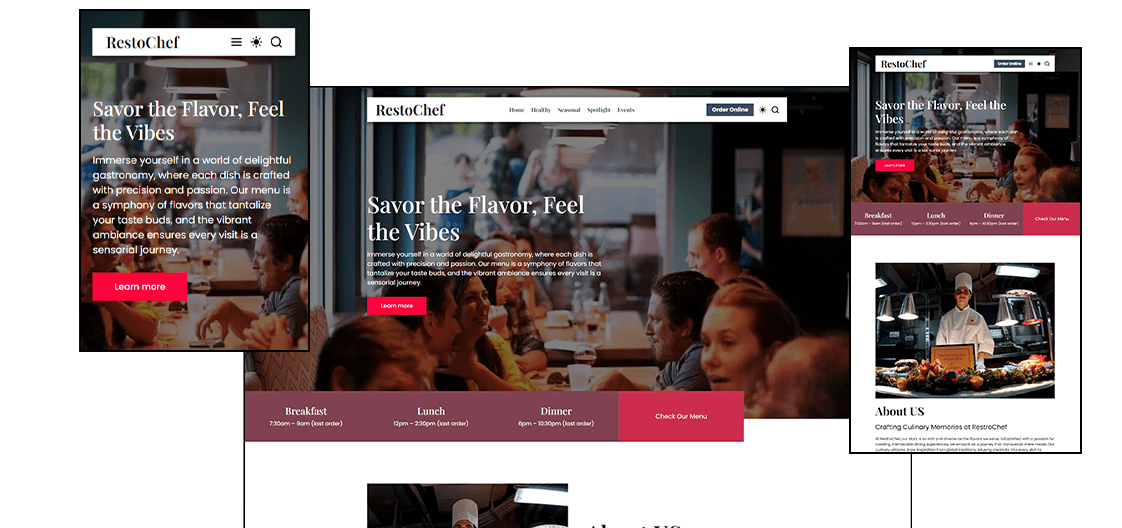 RestoChef
Savor the Flavor, Feel
the Vibes
Immerse yourself in a world of delightful
gastronomy, where each dish is crafted
with precision and passion. Our menu is
a symphony of flavors that tantalize
your taste buds, and the vibrant
ambiance ensures every visit is a
sensorial journey.
Learn more
RestoChef Home Healthy Seasonal Spotlight Events Order Online
Savor the Flavor, Feel
the Vibes
Immerse yourself in a world of delightful gastronomy, where each dish is
crafted with precision and passion. Our menu is a symphony of flavors that
tantalize your taste buds, and the vibrant ambiance ensures every visit is a
sensorial journey.
Learn more
Breakfast Lunch Dinner
7:30am – 9am (last order) 12pm – 2:30pm (last order) 6pm – 10:30pm (last order)
Check Our Menu
About US
RestoChef Order Online
Savor the Flavor, Feel the
Vibes
Immerse yourself in a world of delightful gastronomy, where each dish
is crafted with precision and passion. Our menu is a symphony of
flavors that tantalize your taste buds, and the vibrant ambiance
ensures every visit is a sensorial journey.
Learn more
Breakfast Lunch Dinner
7:30am – 9am (last order) 12pm – 2:30pm (last order) 6pm – 10:30pm (last order)
Check Our Menu
About US
Crafting Culinary Memories at RestroChef
At RestroChef, our story is as rich and diverse as the flavors we serve. Established with a passion for
creating memorable dining experiences, we embark on a journey that transcends mere meals. Our
culinary artisans draw inspiration from global traditions, infusing creativity into every dish to